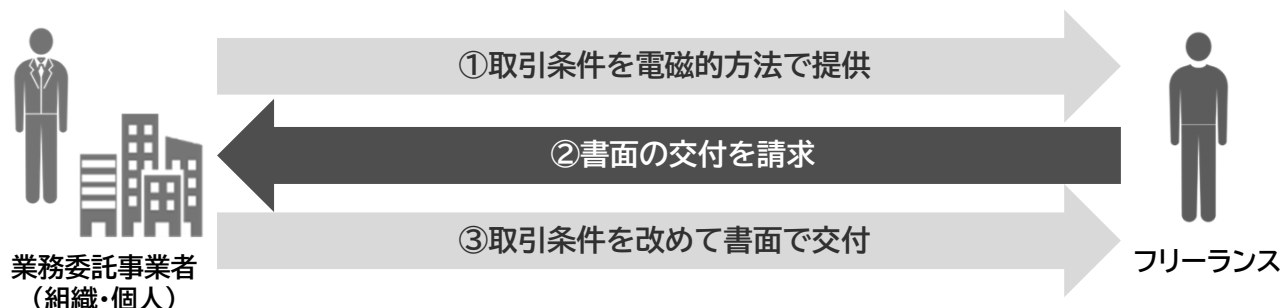 ①取引条件を電磁的方法で提供
②書面の交付を請求
③取引条件を改めて書面で交付
業務委託事業者
（組織・個人）
フリーランス